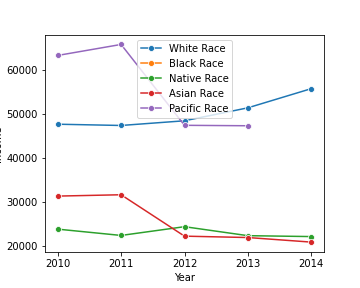 White Race
Black Race
Native Race
Asian Race
Pacific Race
60000
50000
40000
30000
20000
2010
2011
2012
2013
2014
Year